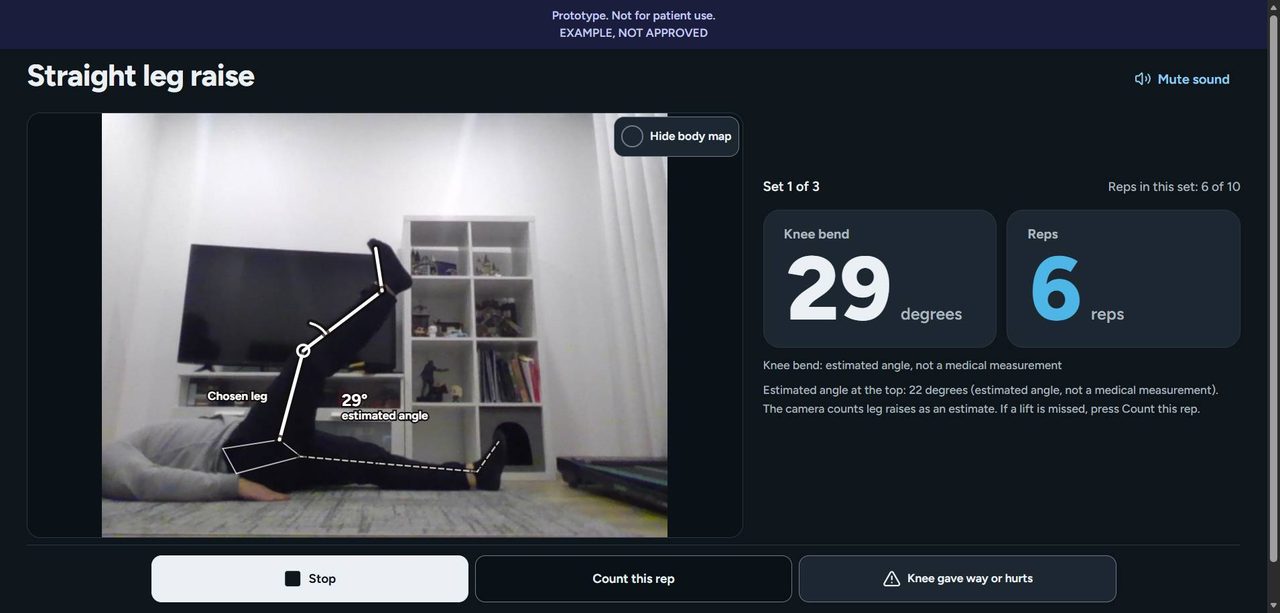 Prototype. Not for patient use.
EXAMPLE, NOT APPROVED
Straight leg raise
Mute sound
Hide body map
Chosen leg
29°
estimated angle
Set 1 of 3
Reps in this set: 6 of 10
Knee bend
29 degrees
Reps
6 reps
Knee bend: estimated angle, not a medical measurement
Estimated angle at the top: 22 degrees (estimated angle, not a medical measurement).
The camera counts leg raises as an estimate. If a lift is missed, press Count this rep.
Stop
Count this rep
Knee gave way or hurts